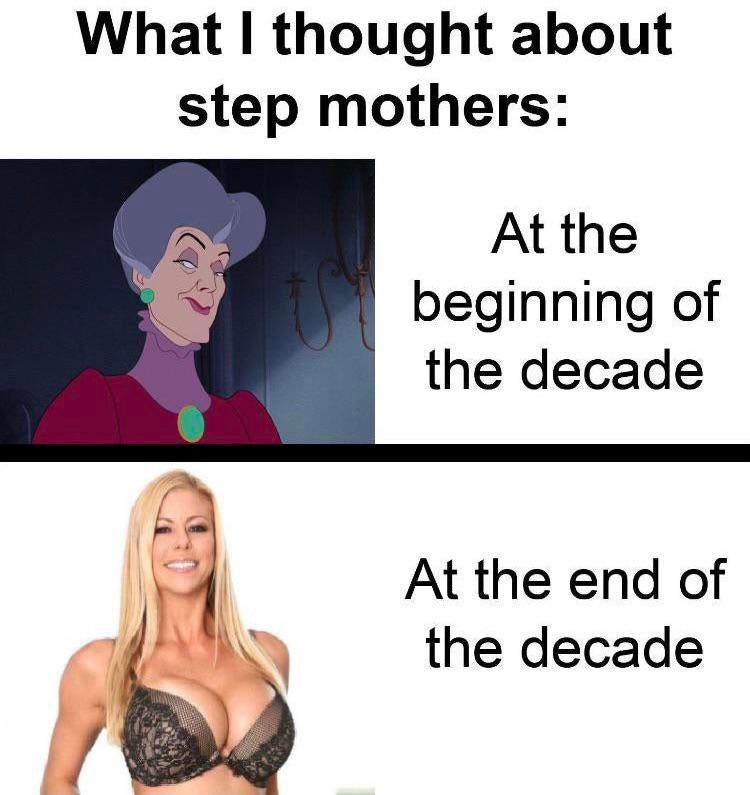 What I thought about
step mothers:
At the
beginning of
the decade
At the end of
the decade